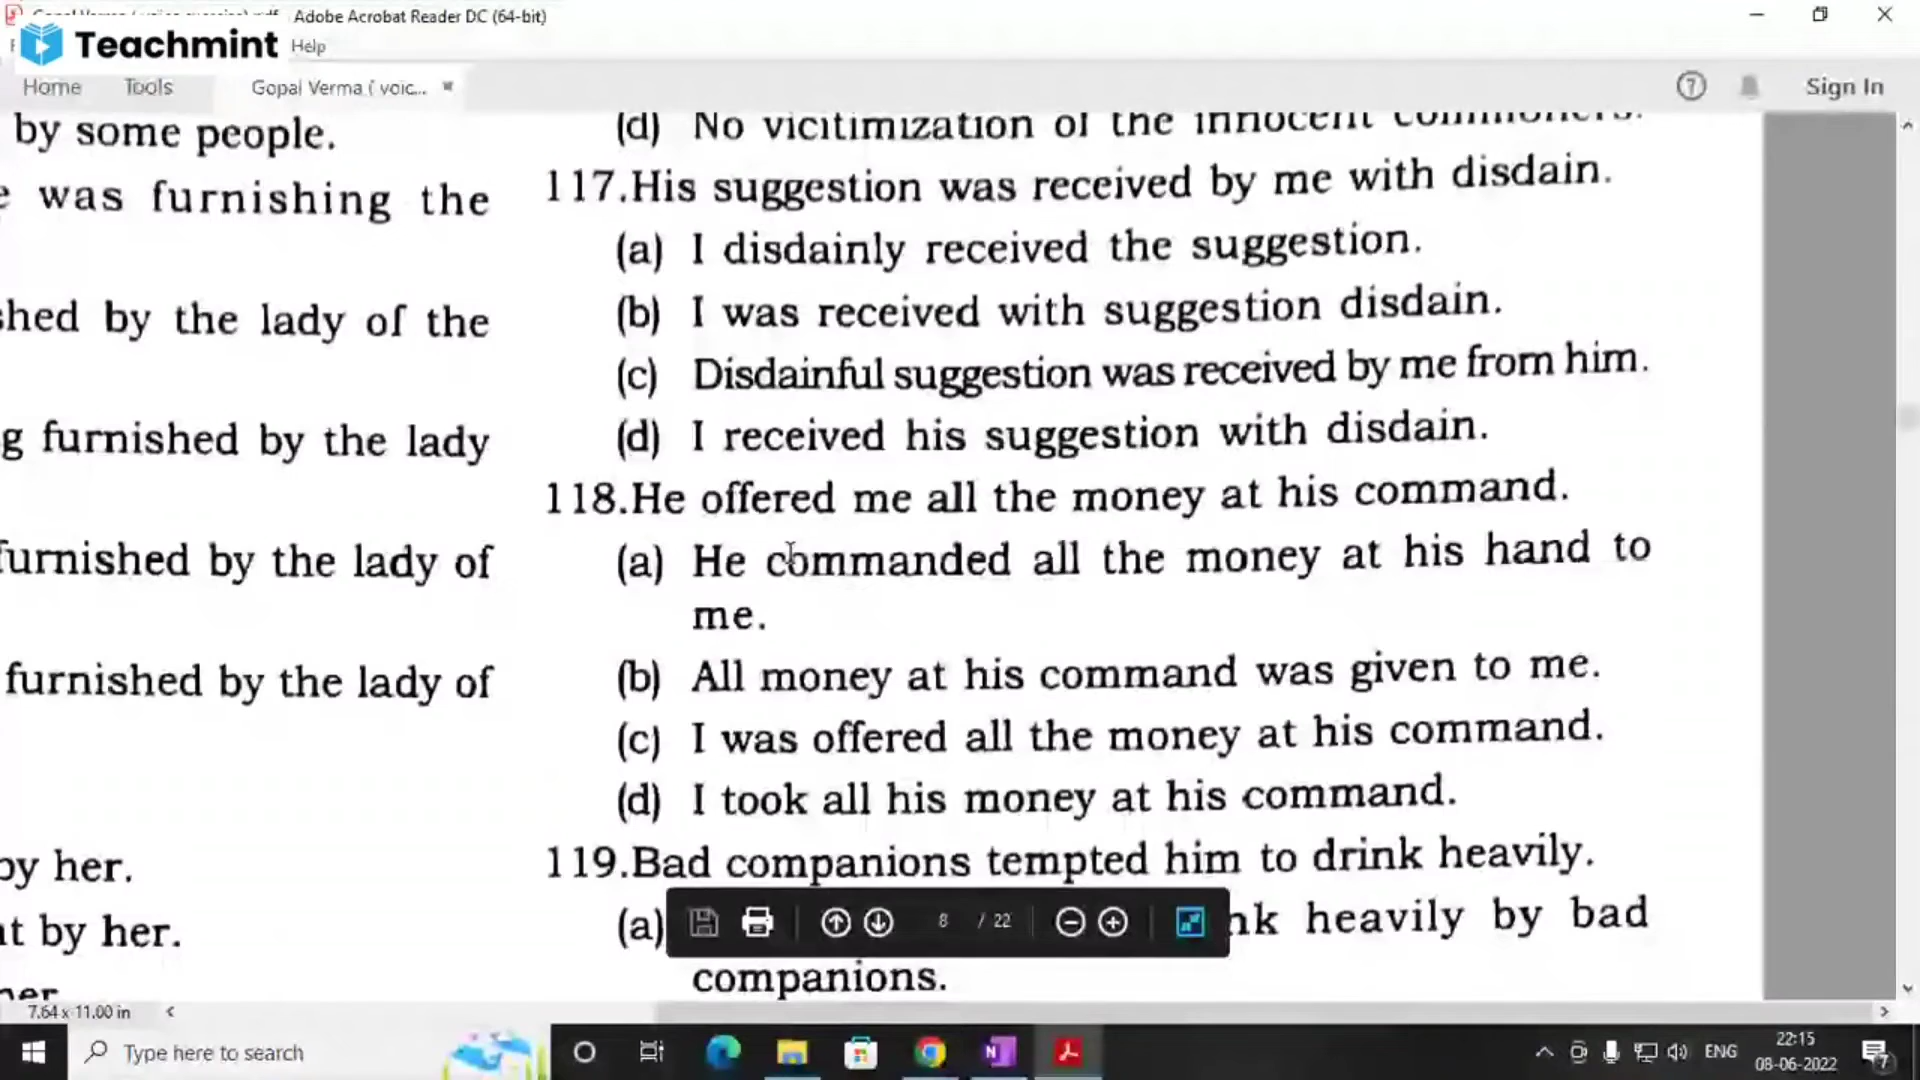 Adobe Acrobat Reader DC (64-bit)
Teachmint
Help
Home
Tools
Gopal Verma ( voic...
Sign In
by some people.
was furnishing the
by the lady of the
furnished by the lady
by the lady of
furnished by the lady of
by her.
by her.
(d) No vicitimization of the innocent commoners.
117.His suggestion was received by me with disdain.
(a) I disdainly received the suggestion.
(b) I was received with suggestion disdain.
(c) Disdainful suggestion was received by me from him.
(d) I received his suggestion with disdain.
118.He offered me all the money at his command.
(a) He commanded all the money at his hand to
me.
(b) All money at his command was given to me.
(c) I was offered all the money at his command.
(d) I took all his money at his command.
119.Bad companions tempted him to drink heavily.
(a) heavily by bad
companions.
8 / 22
7.64 x 11.00 in
Type here to search
ENG
22:15
08-06-2022
7